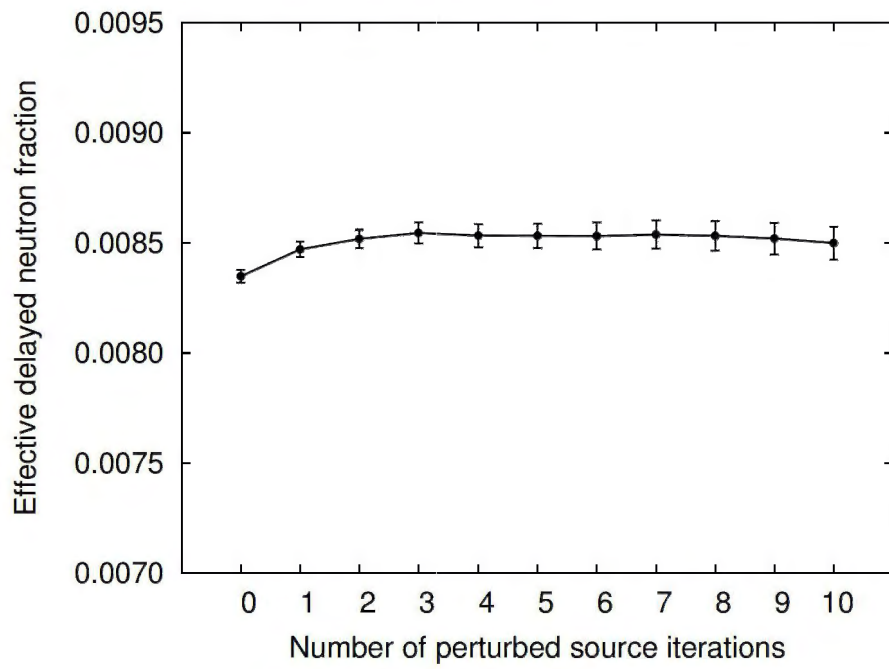 0.0095
0.0090
0.0085
0.0080
0.0075
0.0070
Effective delayed neutron fraction
0 1 2 3 4 5 6 7 8 9 10
Number of perturbed source iterations